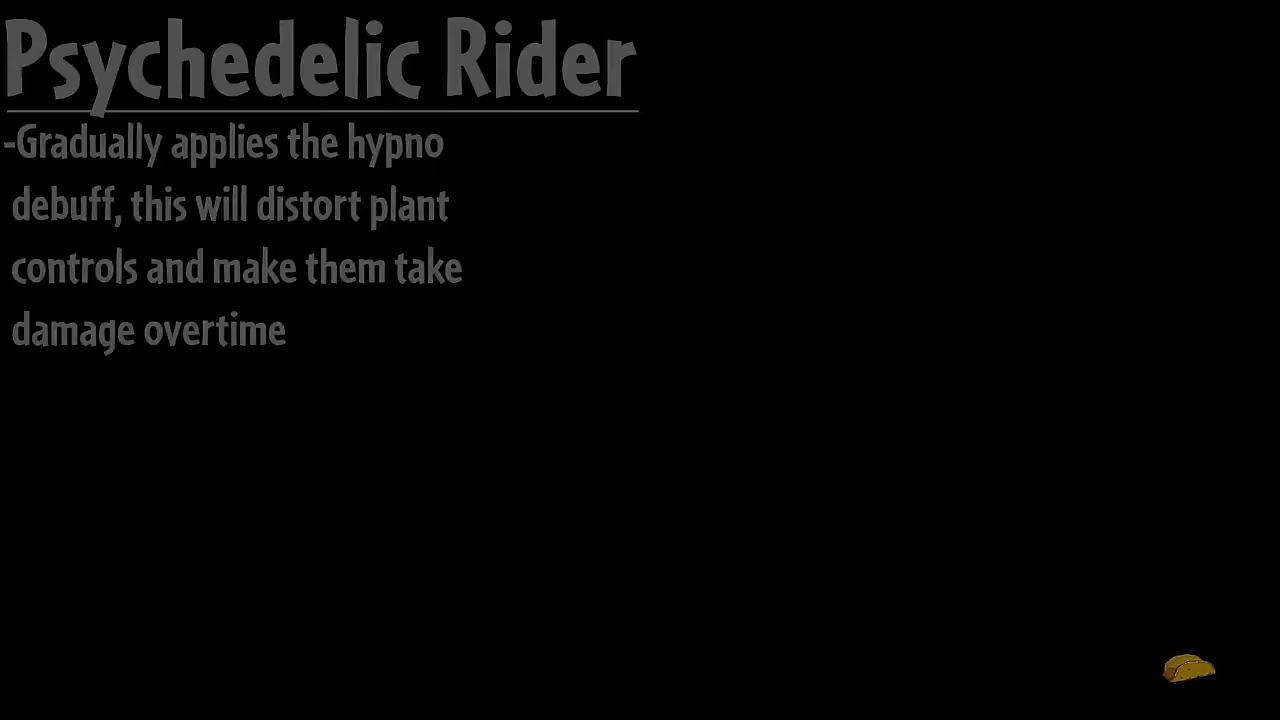 Psychedelic Rider
-Gradually applies the hypno
debuff, this will distort plant
controls and make them take
damage overtime